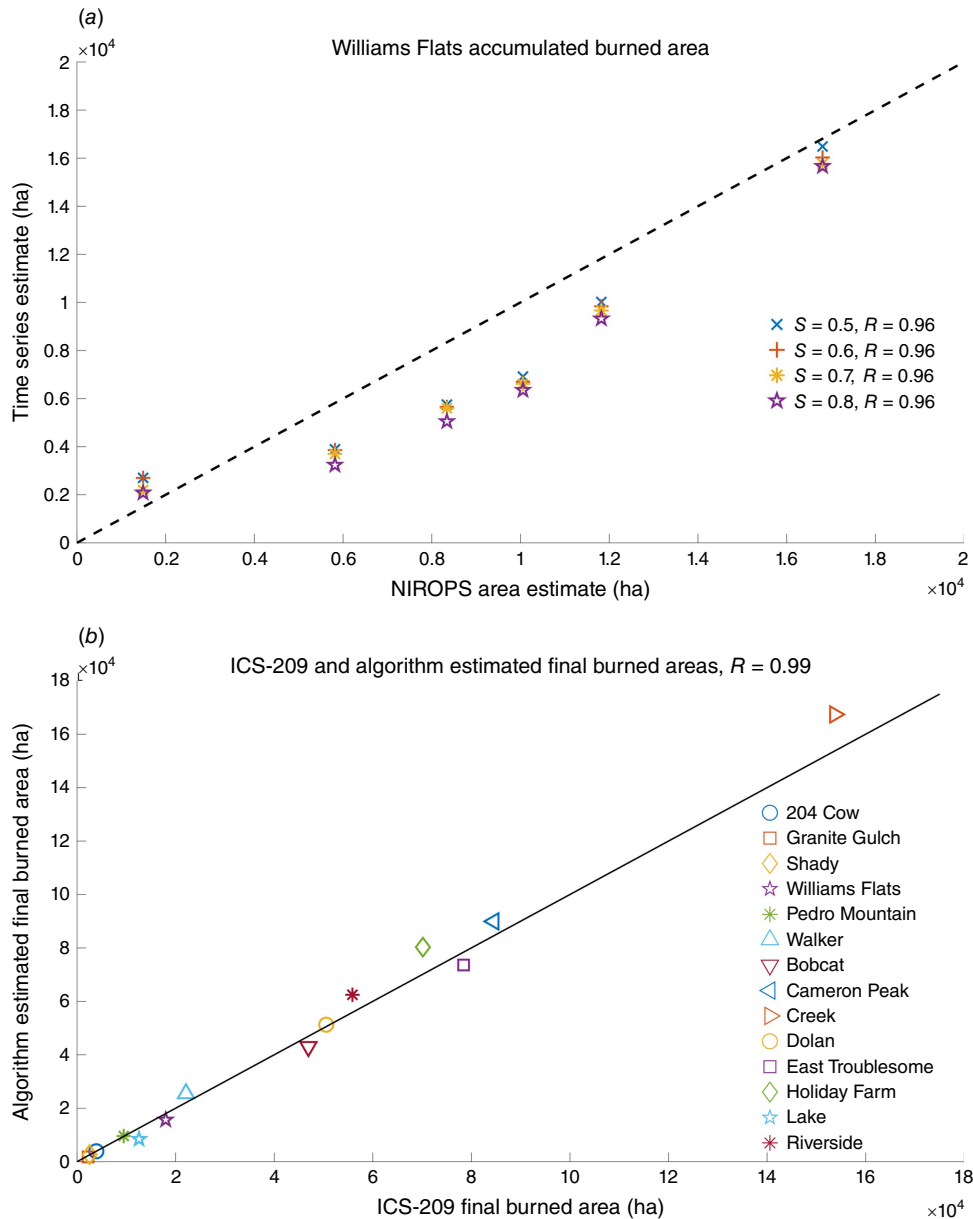 (a)
×10⁴
Williams Flats accumulated burned area
2
1.8
1.6
1.4
1.2
1
0.8
0.6
0.4
0.2
0
Time series estimate (ha)
S = 0.5, R = 0.96
S = 0.6, R = 0.96
S = 0.7, R = 0.96
S = 0.8, R = 0.96
0 0.2 0.4 0.6 0.8 1 1.2 1.4 1.6 1.8 2
NIROPS area estimate (ha)
×10⁴
(b)
×10⁴
ICS-209 and algorithm estimated final burned areas, R = 0.99
18
16
14
12
10
8
6
4
2
0
Algorithm estimated final burned area (ha)
204 Cow
Granite Gulch
Shady
Williams Flats
Pedro Mountain
Walker
Bobcat
Cameron Peak
Creek
Dolan
East Troublesome
Holiday Farm
Lake
Riverside
0 2 4 6 8 10 12 14 16 18
ICS-209 final burned area (ha)
×10⁴